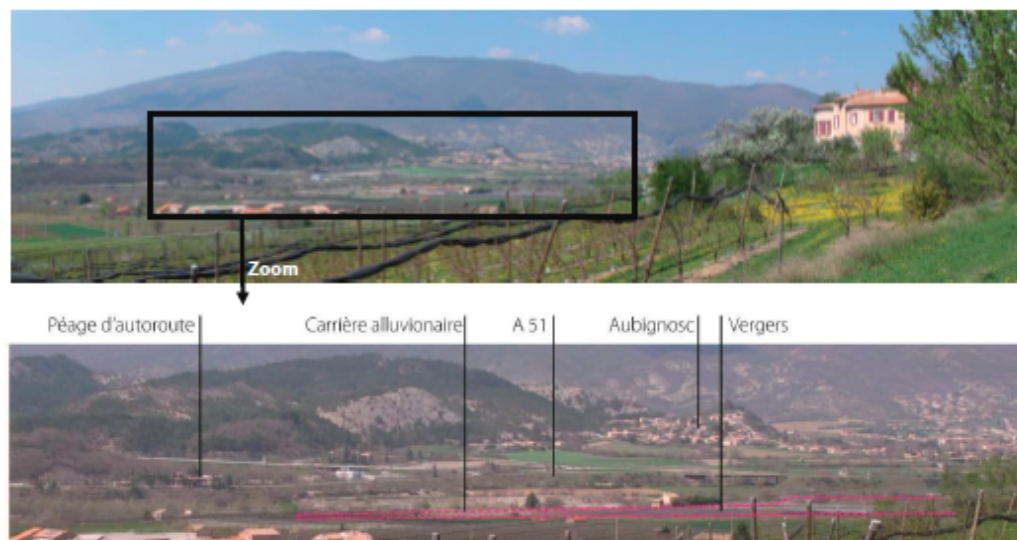 Zoom
Péage d'autoroute
Carrière alluvionaire
A 51
Aubignosc
Vergers